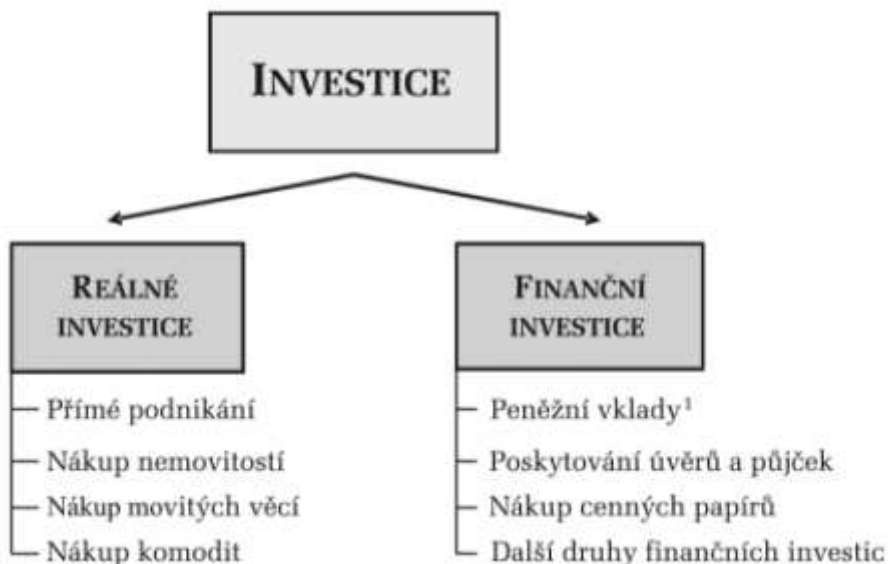 INVESTICE
REÁLNÉ
INVESTICE
Přímé podnikání
Nákup nemovitostí
Nákup movitých věcí
Nákup komodit
FINANČNÍ
INVESTICE
Peněžní vklady¹
Poskytování úvěrů a půjček
Nákup cenných papírů
Další druhy finančních investic